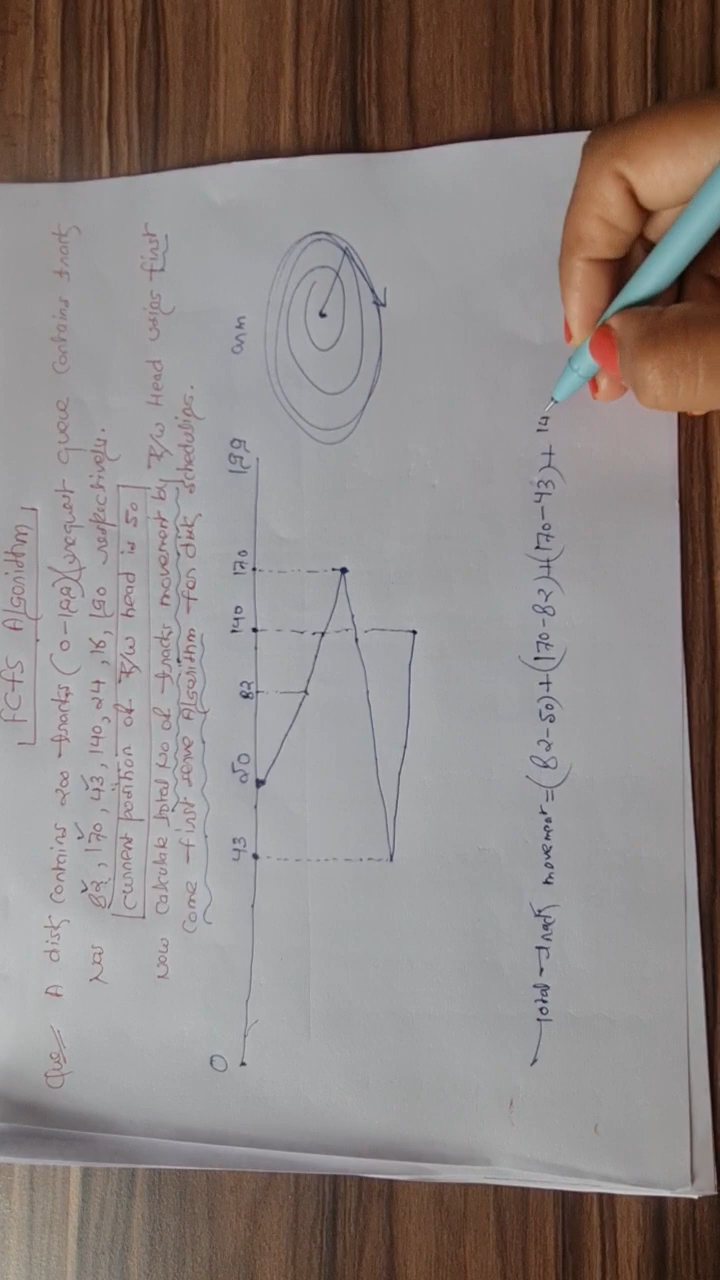 FCFS Algorithm
Que A disk contains 200 tracks (0-199) request queue contains track
No's 82, 170, 43, 140, 24, 16, 190 respectively.
current position of R/W head is 50
Now calculate total No of tracks movement by R/W Head using first
come first serve Algorithm for disk scheduling.
0 43 50 82 140 170 199
arm
total track movement = (82-50)+(170-82)+(170-43)+ 14